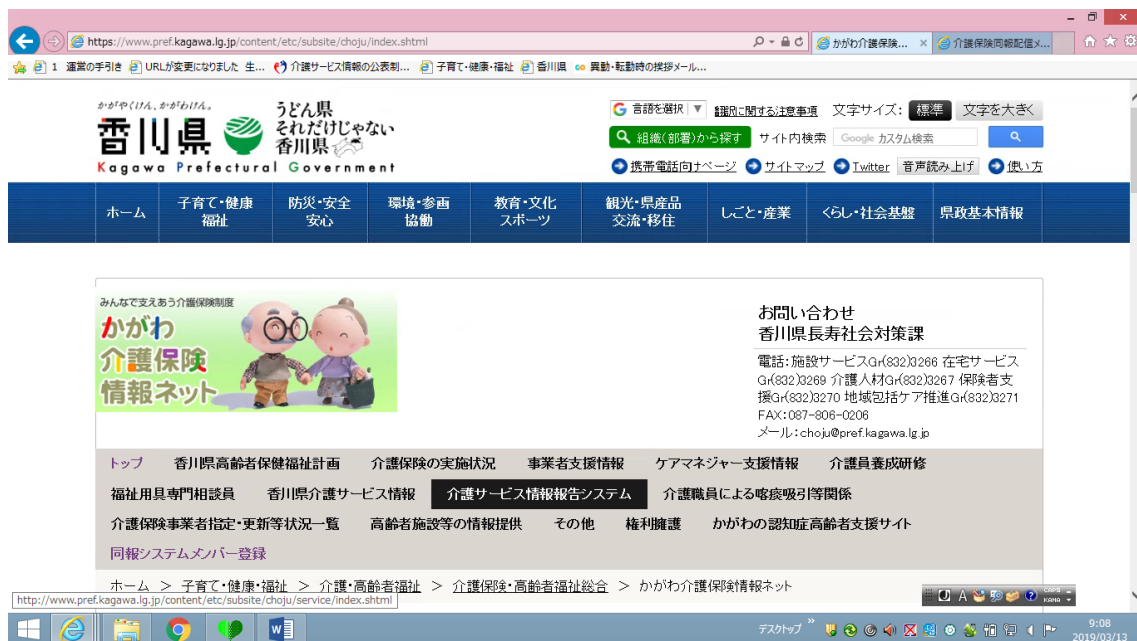 https://www.pref.kagawa.lg.jp/content/etc/subsite/choju/index.shtml
かがわ介護保険...
介護保険同報配信メ...
1 運営の手引き
URLが変更になりました 生...
介護サービス情報の公表制...
子育て・健康・福祉
香川県
異動・転勤時の挨拶メール...
かがやくけん、かがわけん。
香川県
Kagawa Prefectural Government
うどん県
それだけじゃない
香川県
G 言語を選択 ▼
翻訳に関する注意事項
文字サイズ: 標準 文字を大きく
組織(部署)から探す
サイト内検索
Google カスタム検索
携帯電話向けページ サイトマップ Twitter 音声読み上げ 使い方
ホーム
子育て・健康
福祉
防災・安全
安心
環境・参画
協働
教育・文化
スポーツ
観光・県産品
交流・移住
しごと・産業
くらし・社会基盤
県政基本情報
みんなで支えあう介護保険制度
かがわ
介護保険
情報ネット
お問い合わせ
香川県長寿社会対策課
電話:施設サービスGr(832)3266 在宅サービス
Gr(832)3269 介護人材Gr(832)3267 保険者支
援Gr(832)3270 地域包括ケア推進Gr(832)3271
FAX:087-806-0206
メール:choju@pref.kagawa.lg.jp
トップ 香川県高齢者保健福祉計画 介護保険の実施状況 事業者支援情報 ケアマネジャー支援情報 介護員養成研修
福祉用具専門相談員 香川県介護サービス情報 介護サービス情報報告システム 介護職員による喀痰吸引等関係
介護保険事業者指定・更新等状況一覧 高齢者施設等の情報提供 その他 権利擁護 かがわの認知症高齢者支援サイト
同報システムメンバー登録
ホーム > 子育て・健康・福祉 > 介護・高齢者福祉 > 介護保険・高齢者福祉総合 > かがわ介護保険情報ネット
http://www.pref.kagawa.lg.jp/content/etc/subsite/choju/service/index.shtml
A
CAPS
KANA
デスクトップ
9:08
2019/03/13